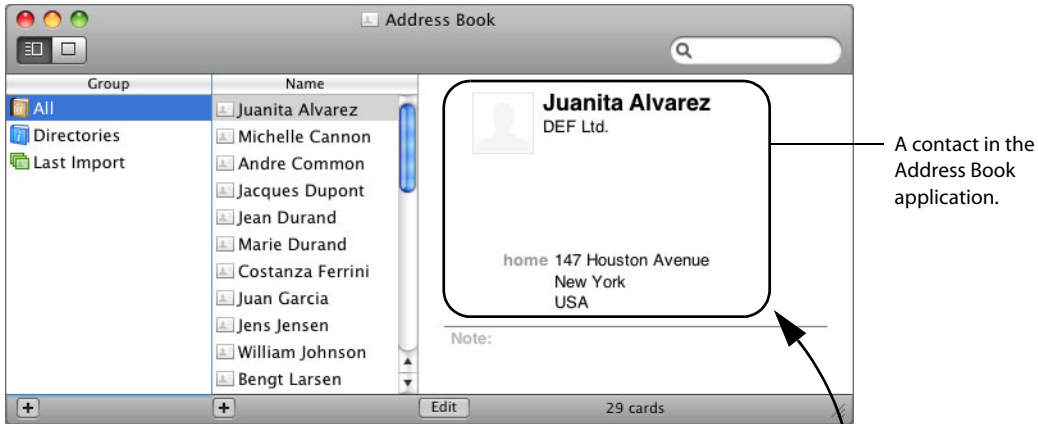 Address Book
Group
Name
All
Directories
Last Import
Juanita Alvarez
Michelle Cannon
Andre Common
Jacques Dupont
Jean Durand
Marie Durand
Costanza Ferrini
Juan Garcia
Jens Jensen
William Johnson
Bengt Larsen
Juanita Alvarez
DEF Ltd.
home 147 Houston Avenue
New York
USA
Note:
Edit
29 cards
A contact in the
Address Book
application.